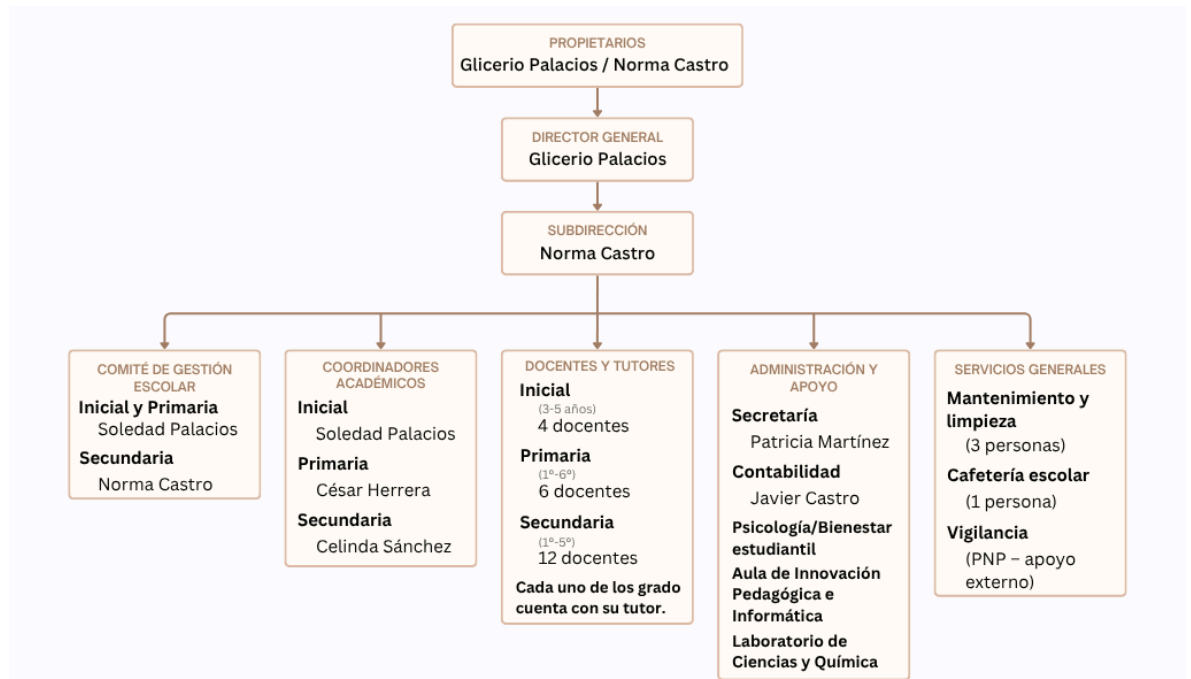 PROPIETARIOS
Glicerio Palacios / Norma Castro
DIRECTOR GENERAL
Glicerio Palacios
SUBDIRECCIÓN
Norma Castro
COMITÉ DE GESTIÓN
ESCOLAR
Inicial y Primaria
Soledad Palacios
Secundaria
Norma Castro
COORDINADORES
ACADÉMICOS
Inicial
Soledad Palacios
Primaria
César Herrera
Secundaria
Celinda Sánchez
DOCENTES Y TUTORES
Inicial
(3-5 años)
4 docentes
Primaria
(1°-6°)
6 docentes
Secundaria
(1°-5°)
12 docentes
Cada uno de los grado
cuenta con su tutor.
ADMINISTRACIÓN Y
APOYO
Secretaría
Patricia Martínez
Contabilidad
Javier Castro
Psicología/Bienestar
estudiantil
Aula de Innovación
Pedagógica e
Informática
Laboratorio de
Ciencias y Química
SERVICIOS GENERALES
Mantenimiento y
limpieza
(3 personas)
Cafetería escolar
(1 persona)
Vigilancia
(PNP – apoyo
externo)